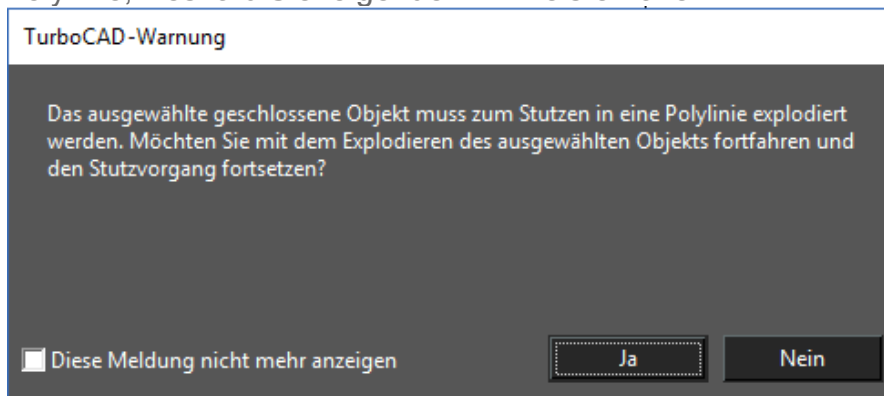 TurboCAD-Warnung
Das ausgewählte geschlossene Objekt muss zum Stutzen in eine Polylinie explodiert
werden. Möchten Sie mit dem Explodieren des ausgewählten Objekts fortfahren und
den Stutzvorgang fortsetzen?
Diese Meldung nicht mehr anzeigen
Ja
Nein